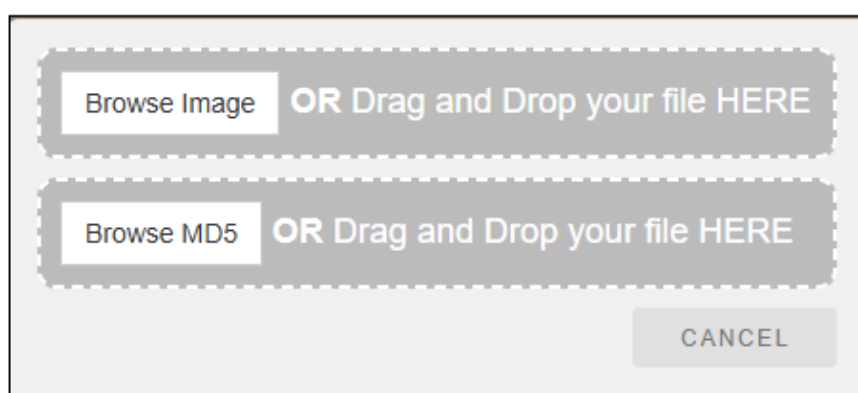 Browse Image OR Drag and Drop your file HERE
Browse MD5 OR Drag and Drop your file HERE
CANCEL